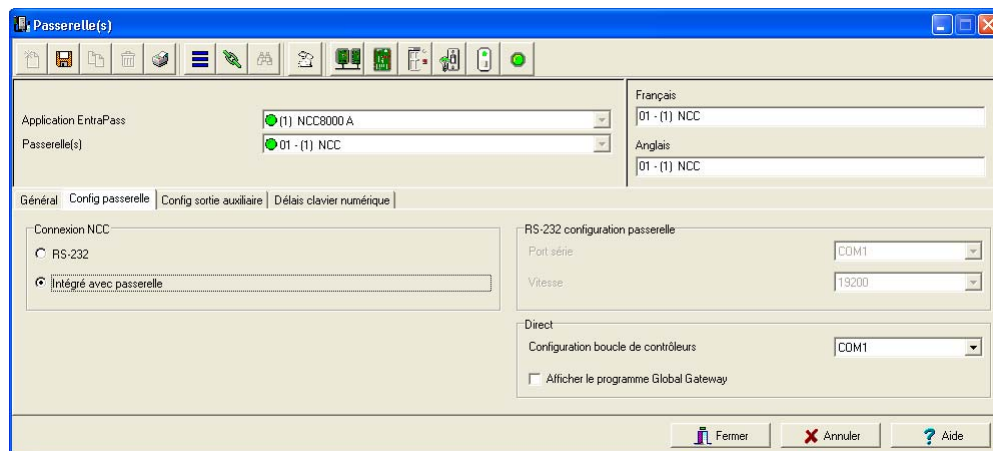 Passerelle(s)
Français
Application EntraPass
(1) NCC8000 A
01 - (1) NCC
Passerelle(s)
01 - (1) NCC
Anglais
01 - (1) NCC
Général
Config passerelle
Config sortie auxiliaire
Délais clavier numérique
Connexion NCC
RS-232
Intégré avec passerelle
RS-232 configuration passerelle
Port série
COM1
Vitesse
19200
Direct
Configuration boucle de contrôleurs
COM1
Afficher le programme Global Gateway
Fermer
Annuler
? Aide